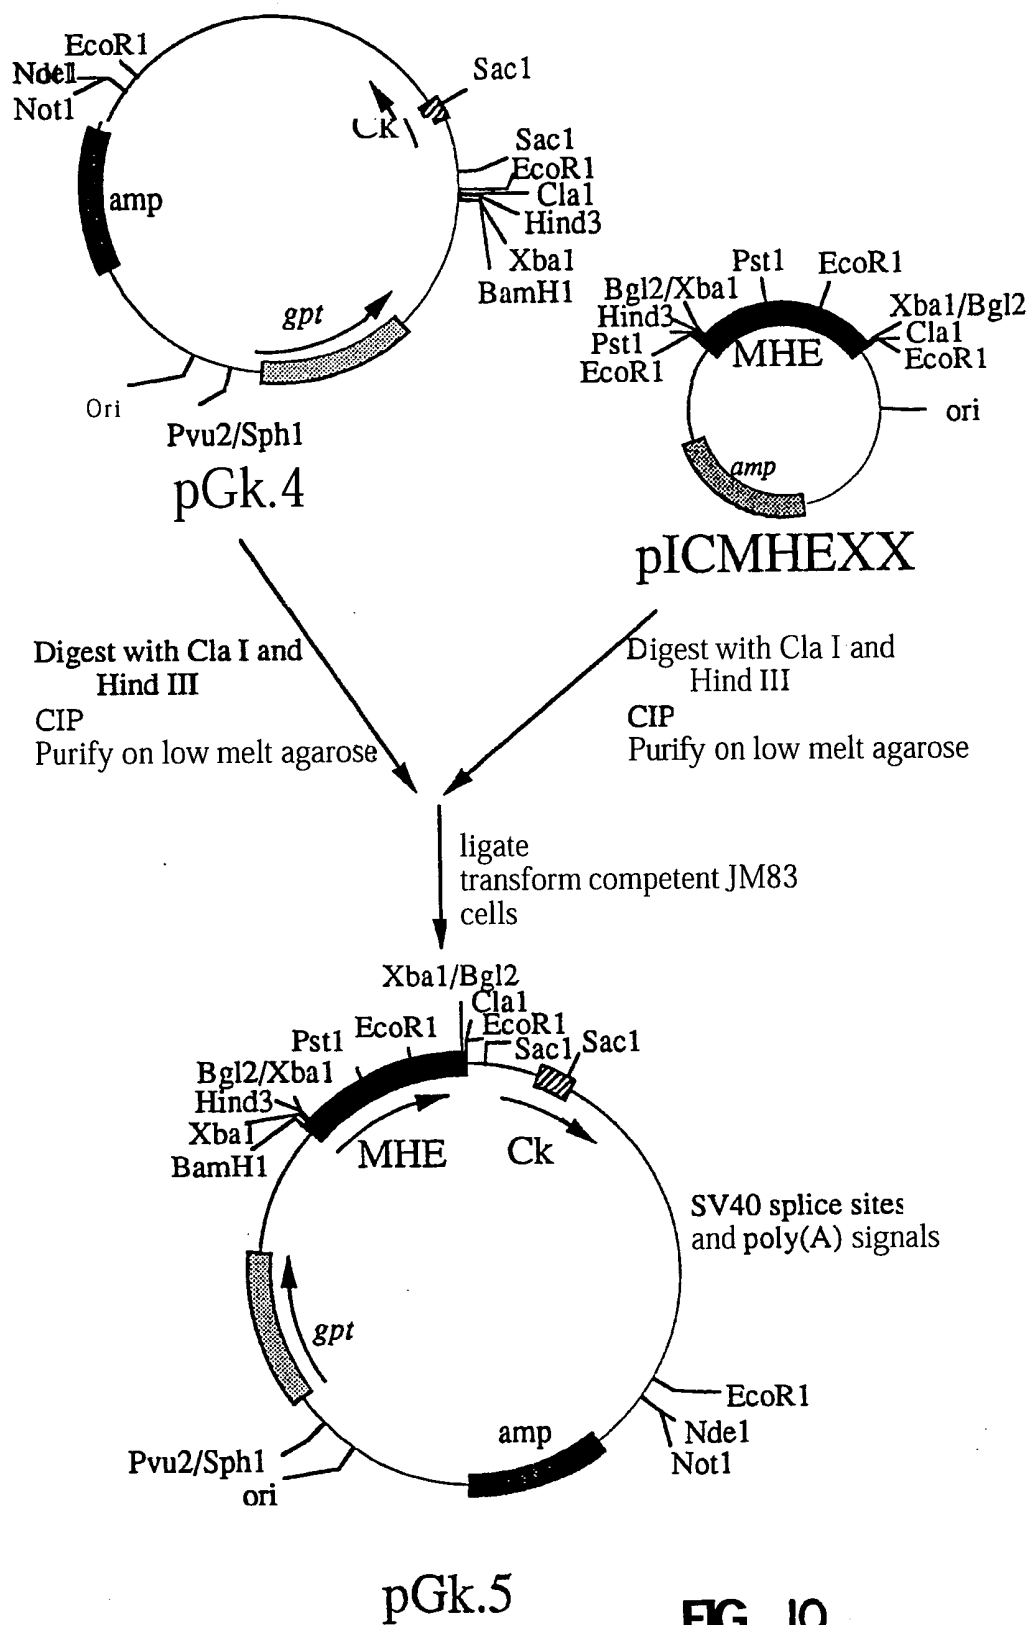 EcoR1
Nde1
Not1
amp
Ck
Sac1
Sac1
EcoR1
Cla1
Hind3
Xba1
BamH1
gpt
Ori
Pvu2/Sph1
pGk.4
Pst1
EcoR1
Bgl2/Xba1
Hind3
Pst1
EcoR1
MHE
Xba1/Bgl2
Cla1
EcoR1
ori
amp
pICMHEXX
Digest with Cla I and
Hind III
CIP
Purify on low melt agarose
Digest with Cla I and
Hind III
CIP
Purify on low melt agarose
ligate
transform competent JM83
cells
Xba1/Bgl2
Cla1
EcoR1
Sac1
Sac1
EcoR1
Pst1
Bgl2/Xba1
Hind3
Xba1
BamH1
MHE
Ck
SV40 splice sites
and poly(A) signals
gpt
EcoR1
Nde1
Not1
amp
Pvu2/Sph1
ori
pGk.5
FIG 10